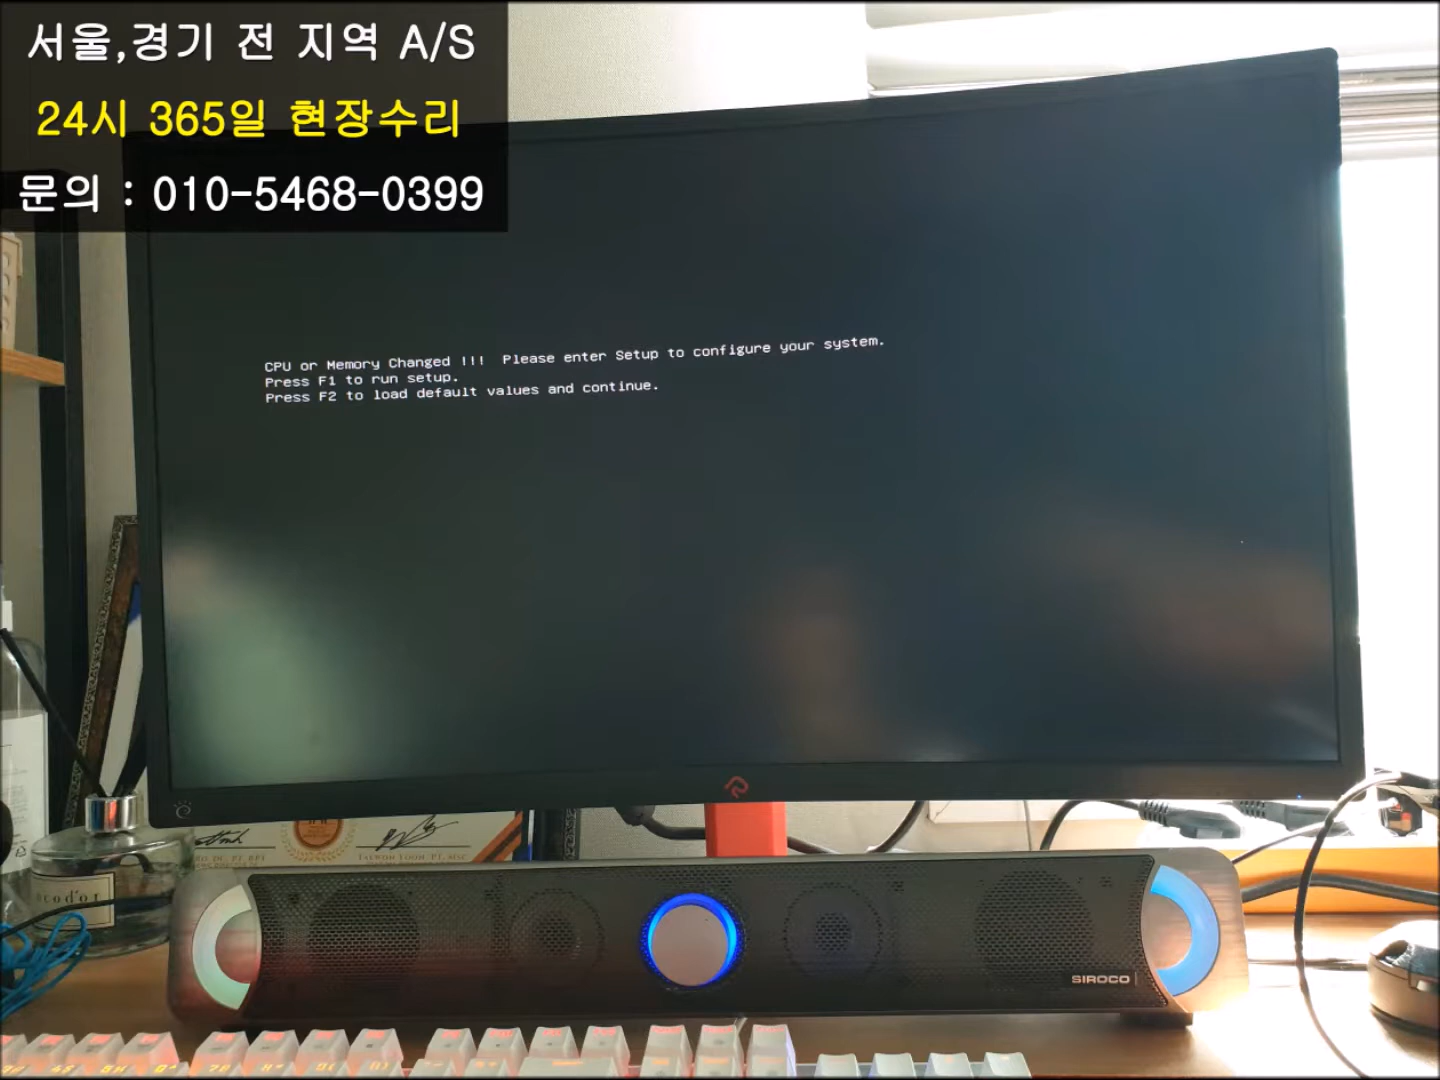 서울,경기 전 지역 A/S
24시 365일 현장수리
문의 : 010-5468-0399
CPU or Memory Changed !!!  Please enter Setup to configure your system.
Press F1 to run setup.
Press F2 to load default values and continue.
SIROCO